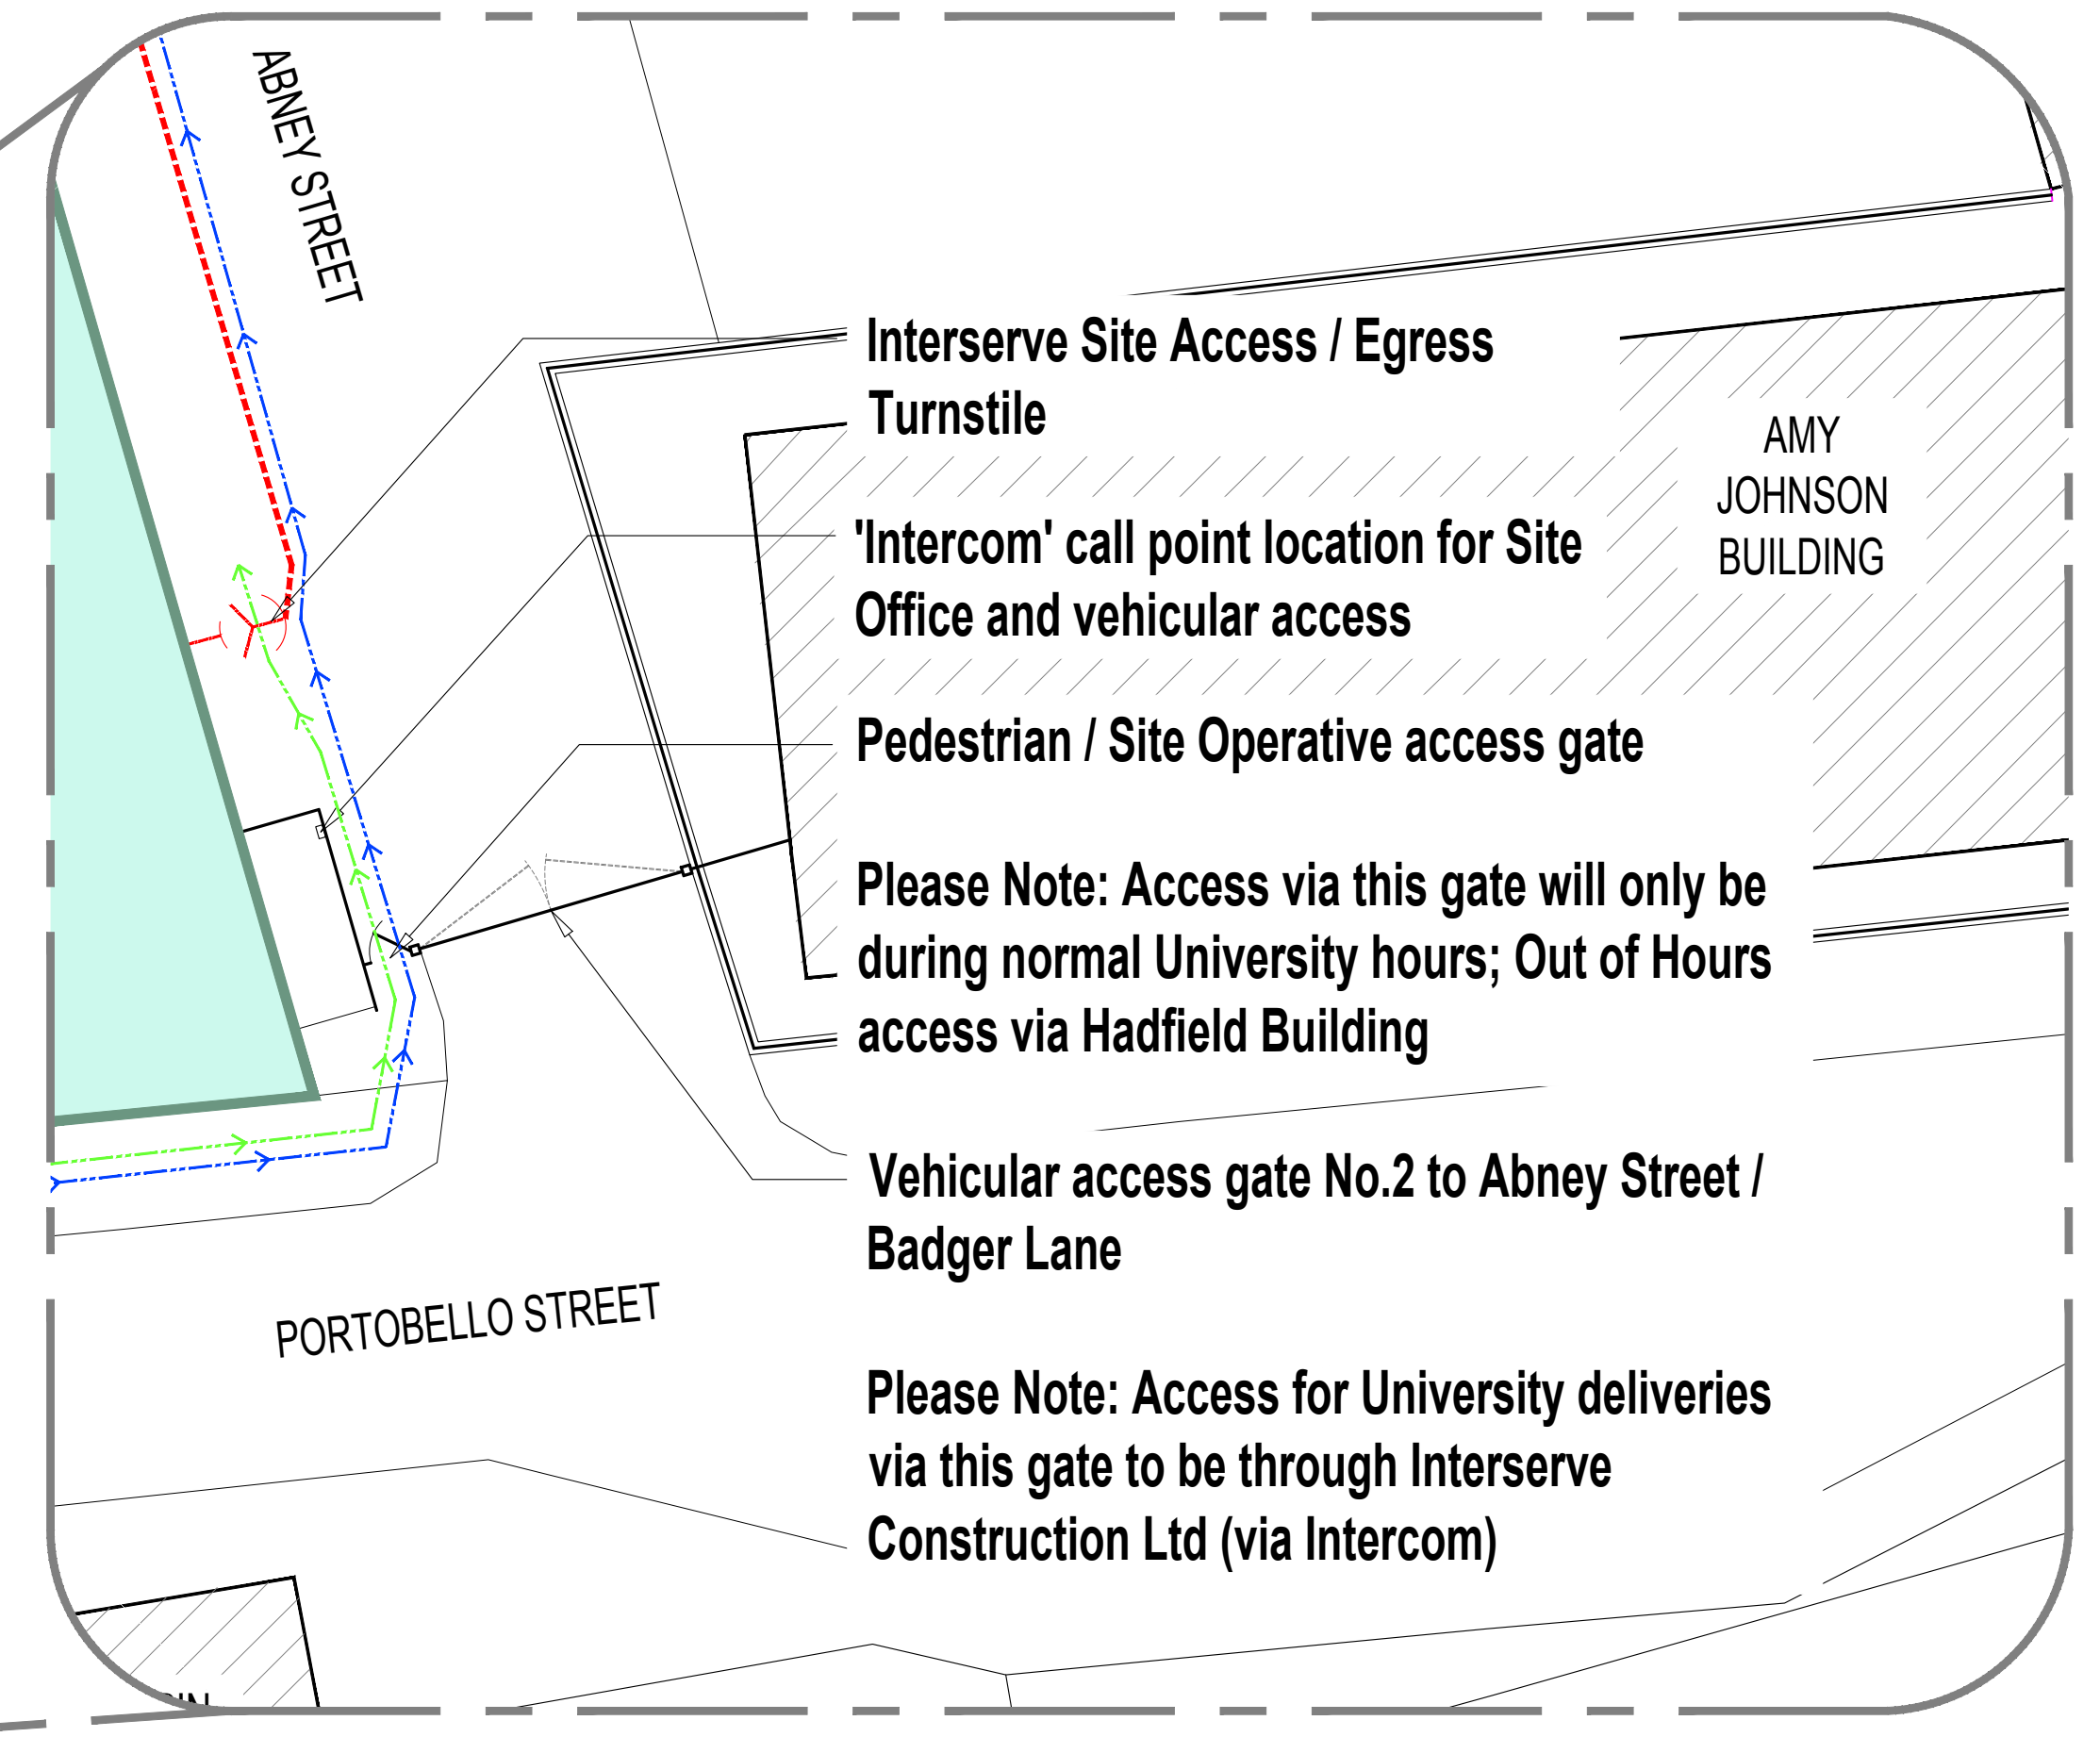 ABNEY STREET
Interserve Site Access / Egress
Turnstile
AMY
JOHNSON
BUILDING
'Intercom' call point location for Site
Office and vehicular access
Pedestrian / Site Operative access gate
Please Note: Access via this gate will only be
during normal University hours; Out of Hours
access via Hadfield Building
Vehicular access gate No.2 to Abney Street /
Badger Lane
PORTOBELLO STREET
Please Note: Access for University deliveries
via this gate to be through Interserve
Construction Ltd (via Intercom)